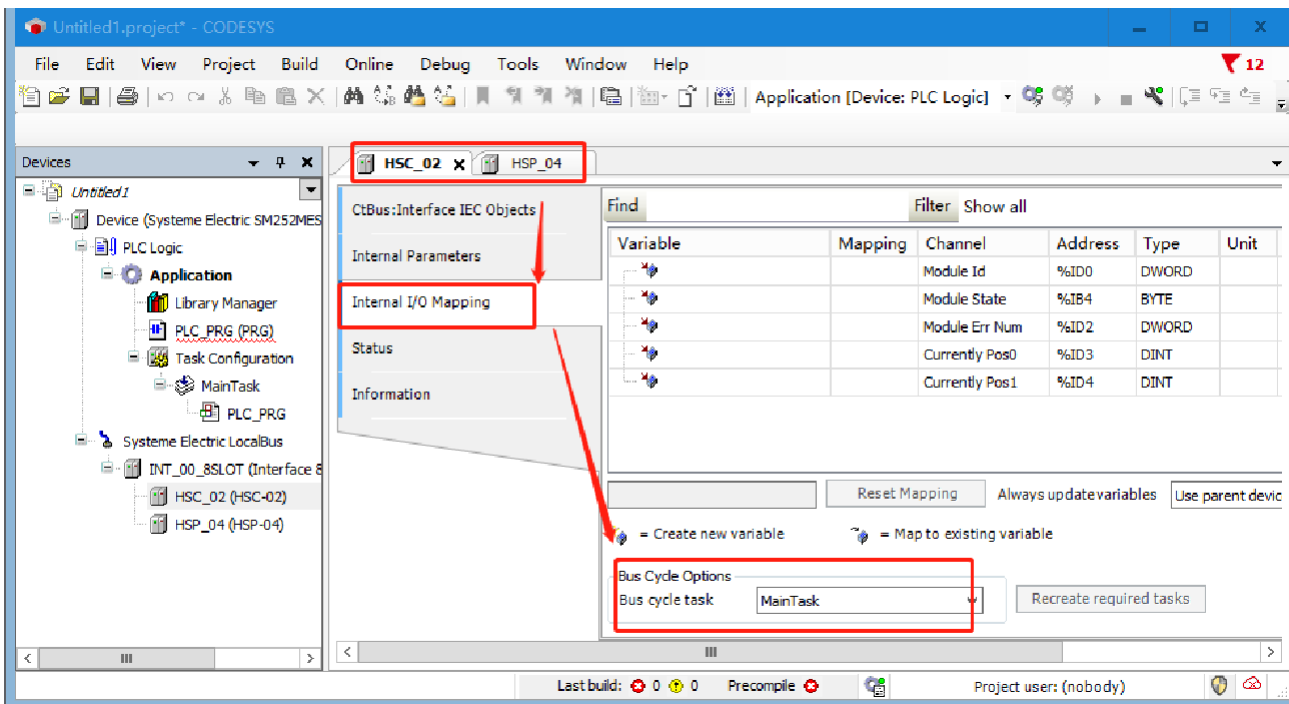 Untitled1.project* - CODESYS
File Edit View Project Build Online Debug Tools Window Help
12
Application [Device: PLC Logic]
Devices
Untitled1
Device (Systeme Electric SM252MES
PLC Logic
Application
Library Manager
PLC_PRG (PRG)
Task Configuration
MainTask
PLC_PRG
Systeme Electric LocalBus
INT_00_8SLOT (Interface 8
HSC_02 (HSC-02)
HSP_04 (HSP-04)
HSC_02 x HSP_04
CtBus:Interface IEC Objects
Internal Parameters
Internal I/O Mapping
Status
Information
Find Filter Show all
Variable Mapping Channel Address Type Unit
Module Id %ID0 DWORD
Module State %IB4 BYTE
Module Err Num %ID2 DWORD
Currently Pos0 %ID3 DINT
Currently Pos1 %ID4 DINT
Reset Mapping Always update variables Use parent devic
= Create new variable = Map to existing variable
Bus Cycle Options
Bus cycle task MainTask Recreate required tasks
Last build: 0 0 Precompile Project user: (nobody)